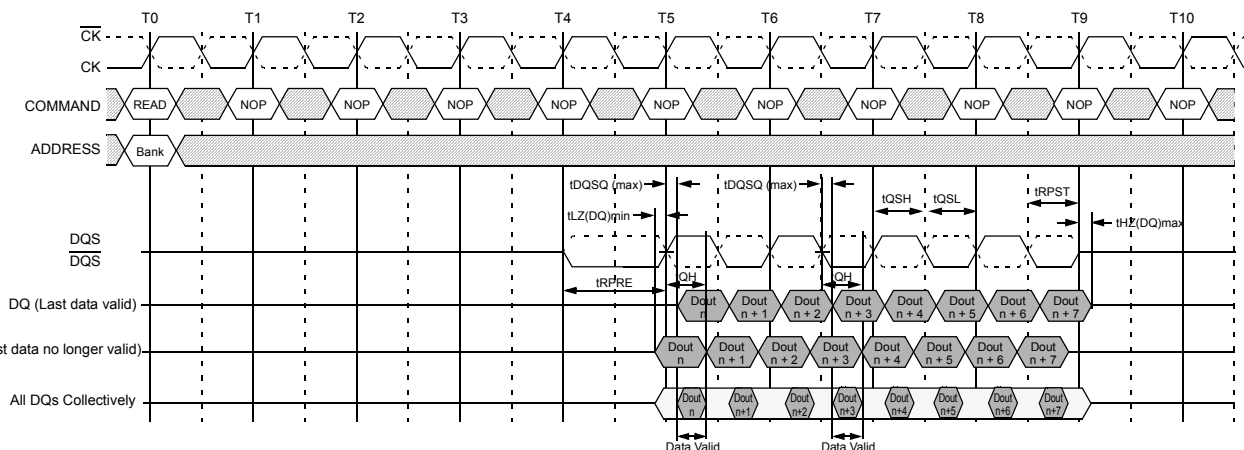 T0 T1 T2 T3 T4 T5 T6 T7 T8 T9 T10
CK
CK
COMMAND READ NOP NOP NOP NOP NOP NOP NOP NOP NOP NOP
ADDRESS Bank
tDQSQ (max) tDQSQ (max) tQSH tQSL tRPST
tLZ(DQ)min tHZ(DQ)max
DQS
DQS
tRPRE tQH tQH
DQ (Last data valid) Dout n Dout n + 1 Dout n + 2 Dout n + 3 Dout n + 4 Dout n + 5 Dout n + 6 Dout n + 7
st data no longer valid) Dout n Dout n + 1 Dout n + 2 Dout n + 3 Dout n + 4 Dout n + 5 Dout n + 6 Dout n + 7
All DQs Collectively Dout n Dout n+1 Dout n+2 Dout n+3 Dout n+4 Dout n+5 Dout n+6 Dout n+7
Data Valid Data Valid